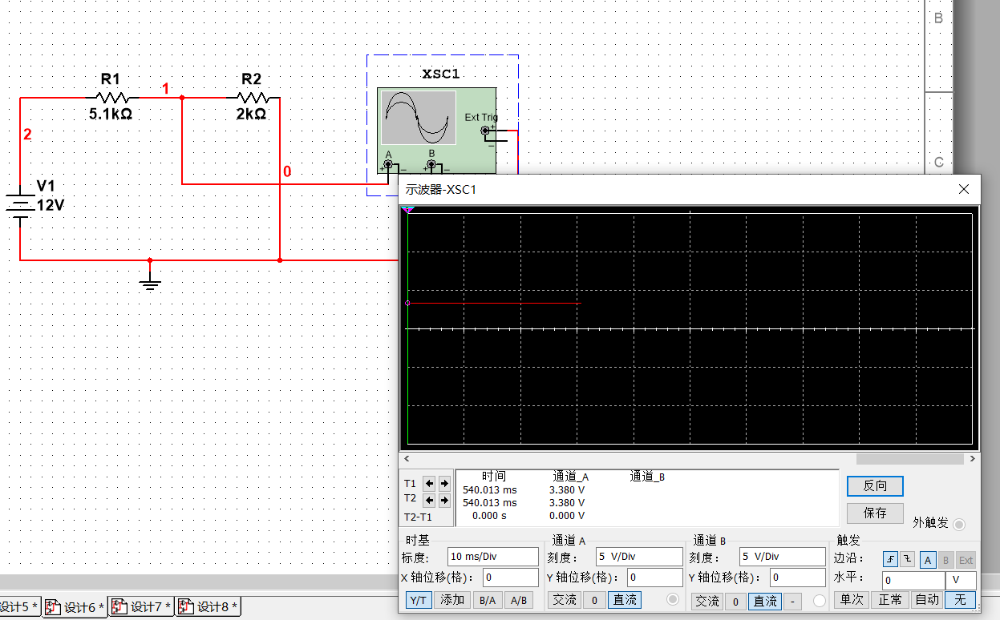 B
R1
R2
XSC1
1
5.1kΩ
2kΩ
Ext Trig
+
2
A
B
C
+
+
0
V1
12V
示波器-XSC1
时间 通道_A 通道_B
T1 540.013 ms 3.380 V
反向
T2 540.013 ms 3.380 V
T2-T1 0.000 s 0.000 V
保存
外触发
时基 通道 A 通道 B 触发
标度: 10 ms/Div 刻度: 5 V/Div 刻度: 5 V/Div 边沿: A B Ext
X 轴位移(格): 0 Y 轴位移(格): 0 Y 轴位移(格): 0 水平: 0 V
Y/T 添加 B/A A/B 交流 0 直流 交流 0 直流 - 单次 正常 自动 无
设计5 * 设计6 * 设计7 * 设计8 *